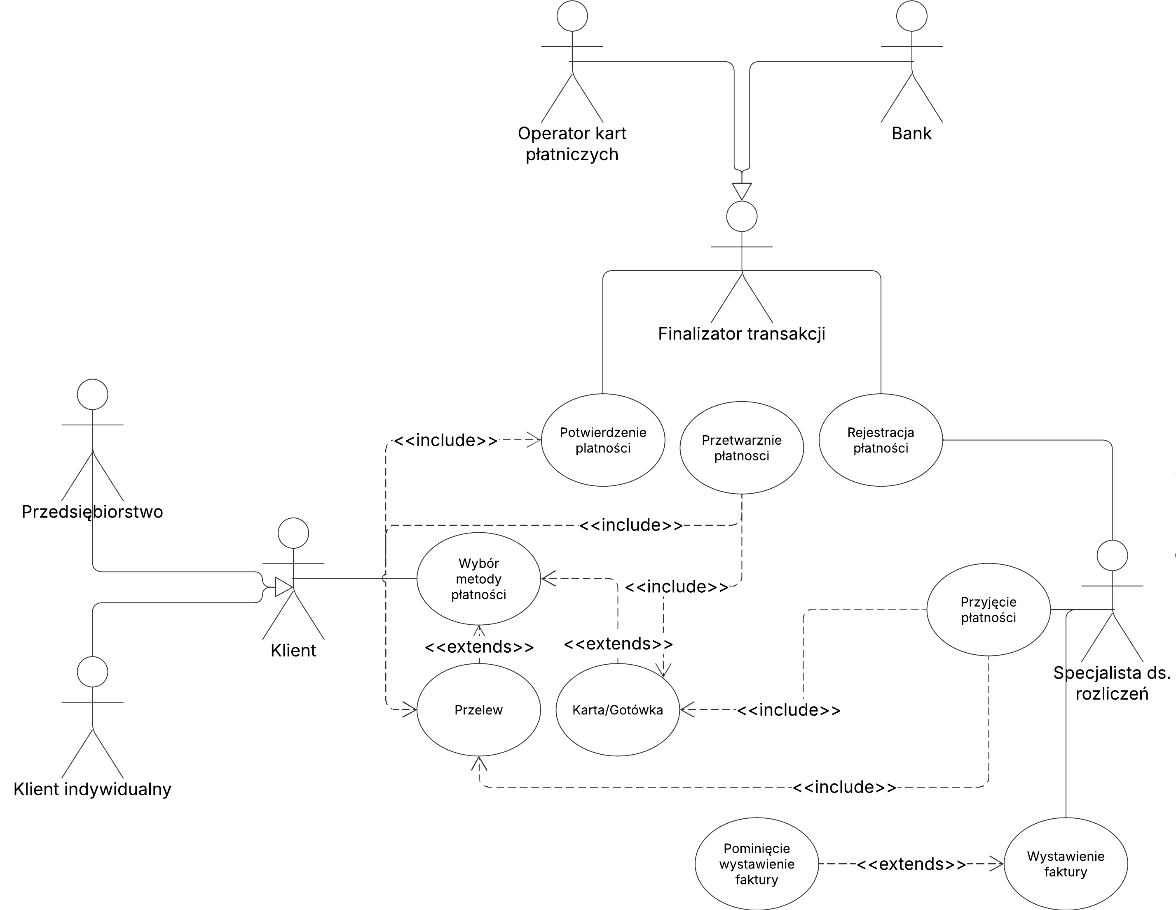 Operator kart
płatniczych
Bank
Finalizator transakcji
Przedsiębiorstwo
<<include>>
Potwierdzenie
platności
Przetwarznie
płatnosci
Rejestracja
płatności
<<include>>
Wybór
metody
płatności
<<include>>
Przyjęcie
płatności
Klient
<<extends>>
<<extends>>
Specjalista ds.
rozliczeń
Przelew
Karta/Gotówka
<<include>>
Klient indywidualny
<<include>>
Pominięcie
wystawienie
faktury
<<extends>>
Wystawienie
faktury